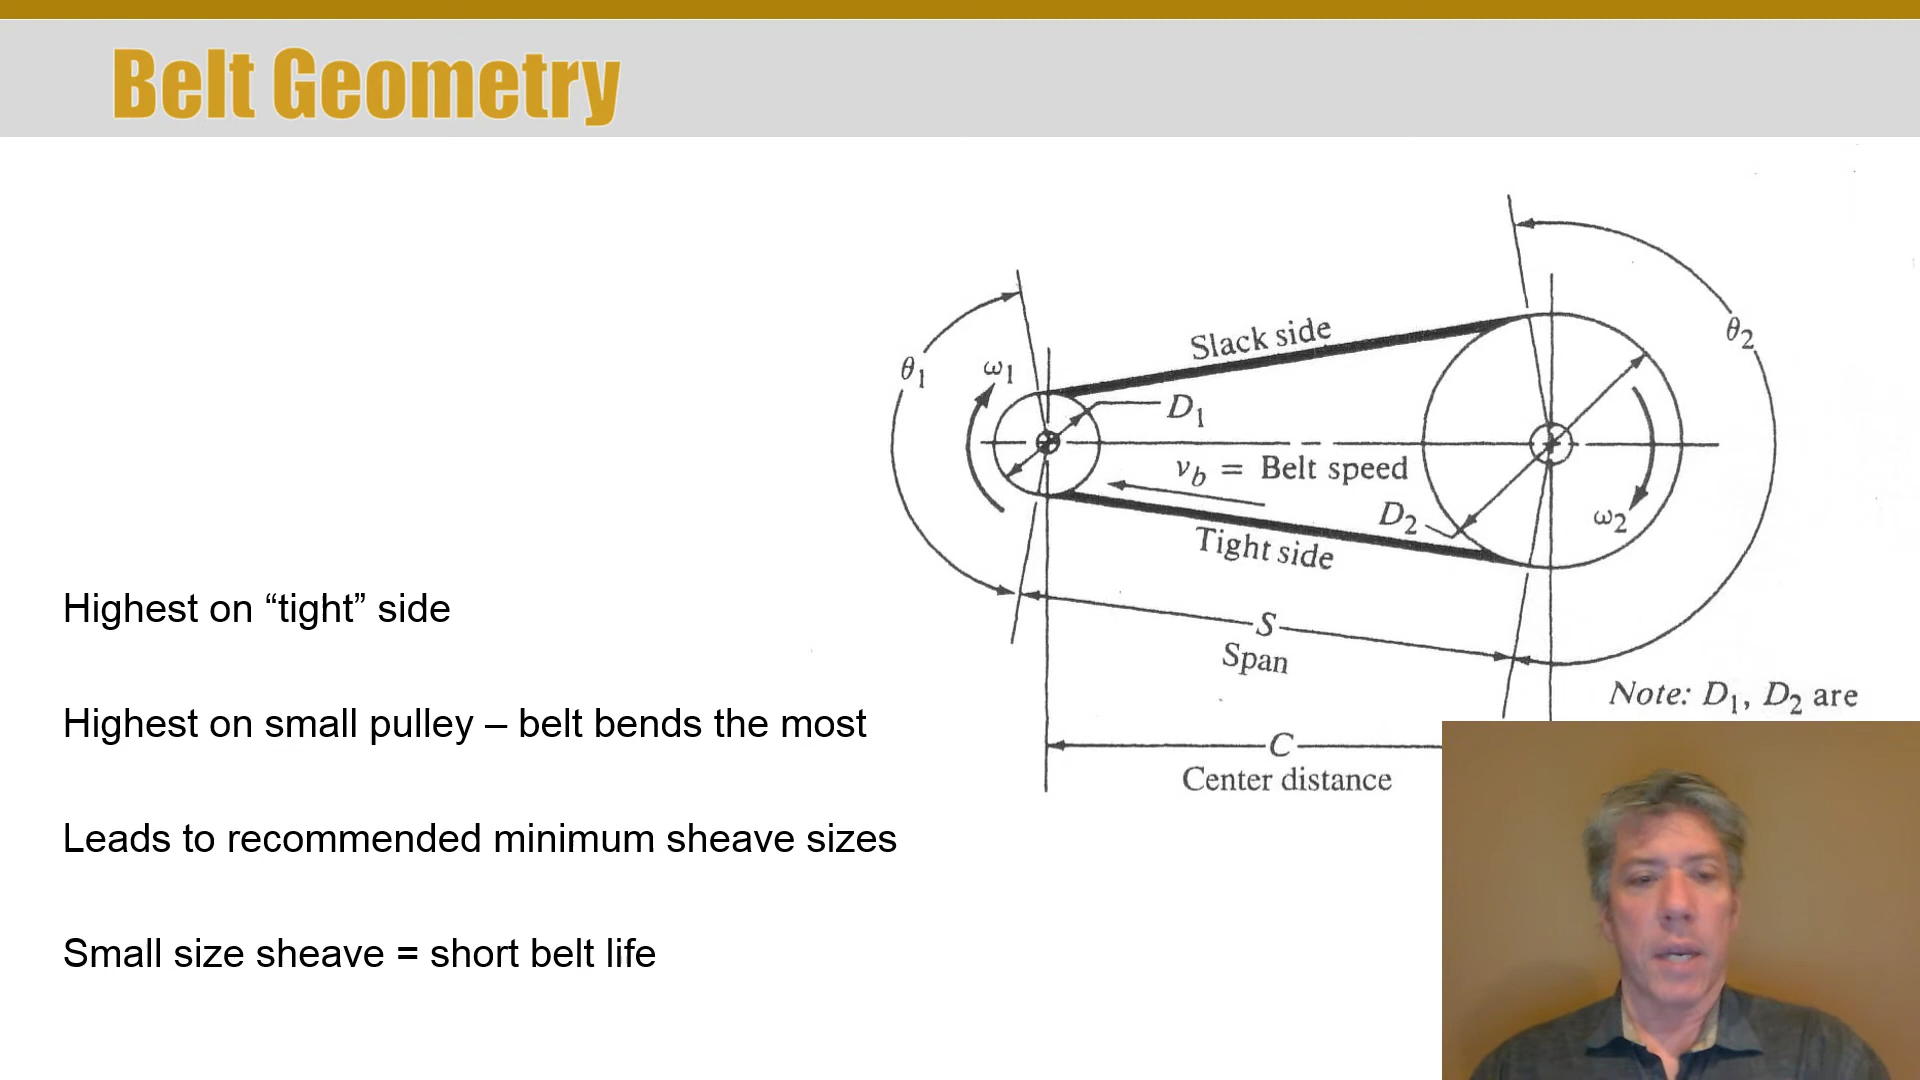 Belt Geometry
Slack side
θ1
ω1
θ2
D1
vb = Belt speed
D2
ω2
Tight side
Highest on “tight” side
S
Span
Note: D1, D2 are
Highest on small pulley – belt bends the most
C
Center distance
Leads to recommended minimum sheave sizes
Small size sheave = short belt life